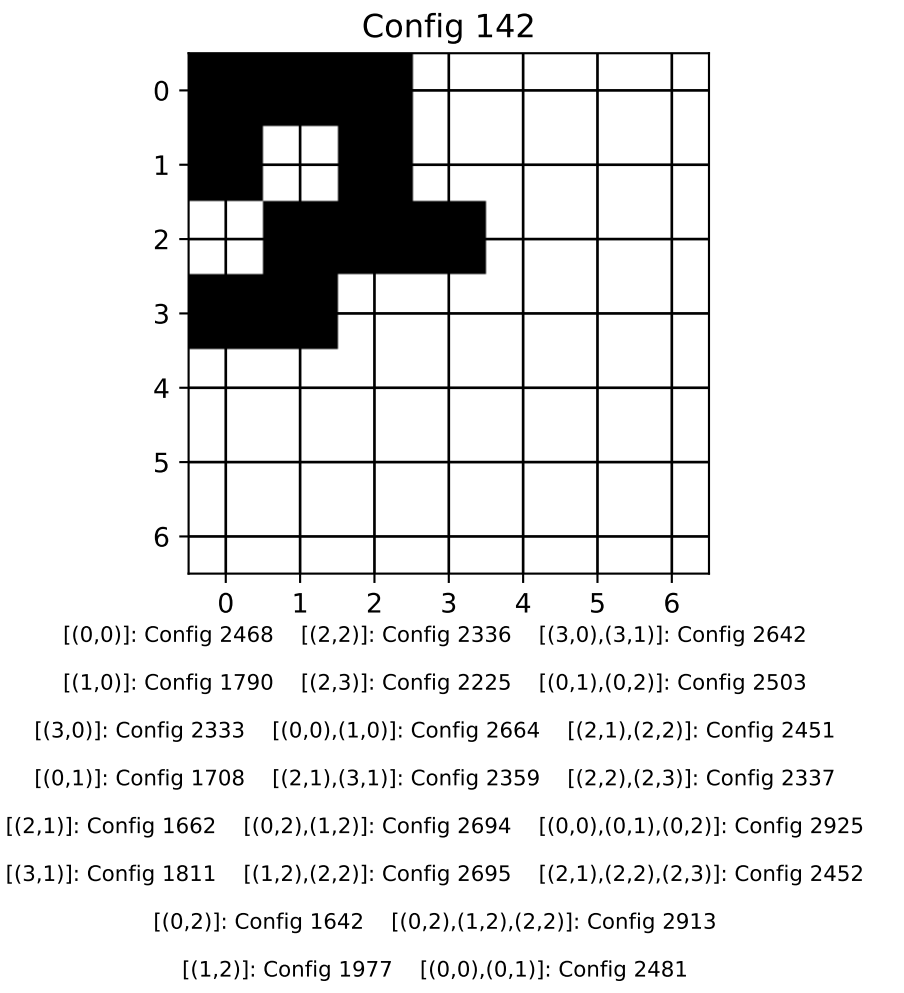 Config 142
0
1
2
3
4
5
6
0 1 2 3 4 5 6
[(0,0)]: Config 2468 [(2,2)]: Config 2336 [(3,0),(3,1)]: Config 2642
[(1,0)]: Config 1790 [(2,3)]: Config 2225 [(0,1),(0,2)]: Config 2503
[(3,0)]: Config 2333 [(0,0),(1,0)]: Config 2664 [(2,1),(2,2)]: Config 2451
[(0,1)]: Config 1708 [(2,1),(3,1)]: Config 2359 [(2,2),(2,3)]: Config 2337
[(2,1)]: Config 1662 [(0,2),(1,2)]: Config 2694 [(0,0),(0,1),(0,2)]: Config 2925
[(3,1)]: Config 1811 [(1,2),(2,2)]: Config 2695 [(2,1),(2,2),(2,3)]: Config 2452
[(0,2)]: Config 1642 [(0,2),(1,2),(2,2)]: Config 2913
[(1,2)]: Config 1977 [(0,0),(0,1)]: Config 2481